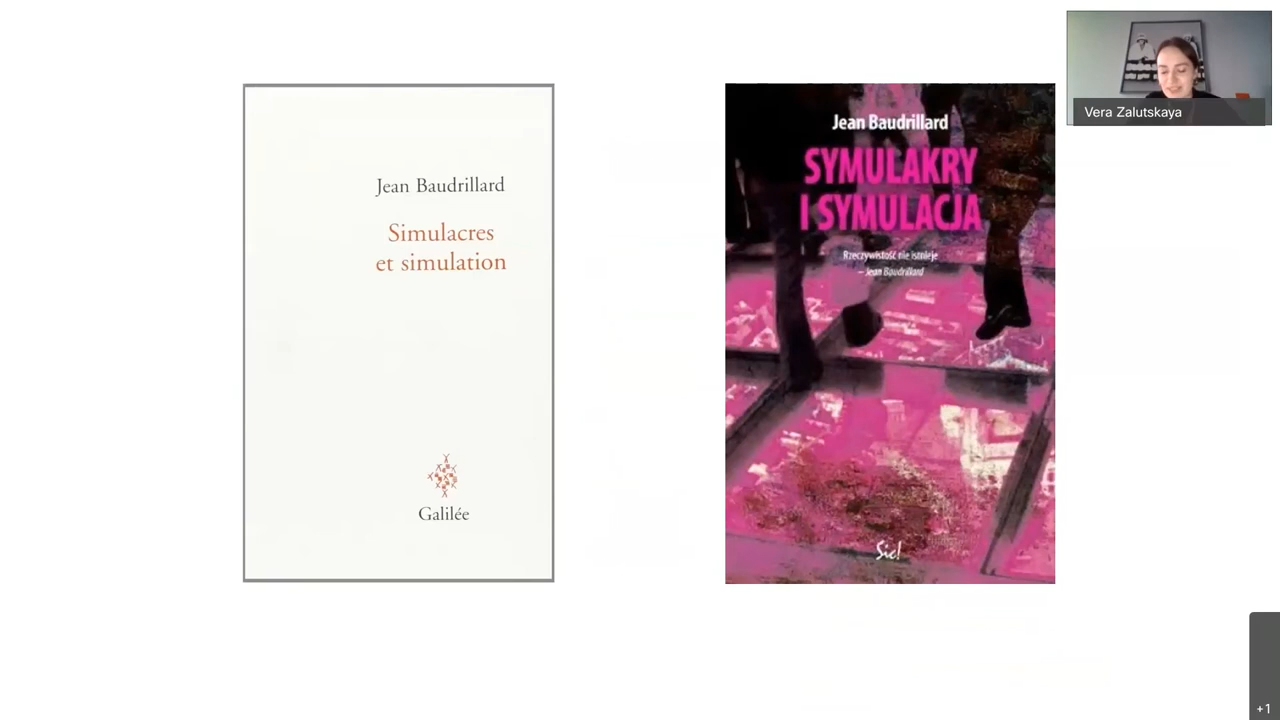 Jean Baudrillard
Simulacres
et simulation
Galilée
Jean Baudrillard
SYMULAKRY
I SYMULACJA
Rzeczywistość nie istnieje
– Jean Baudrillard
Sic!
Vera Zalutskaya
+1